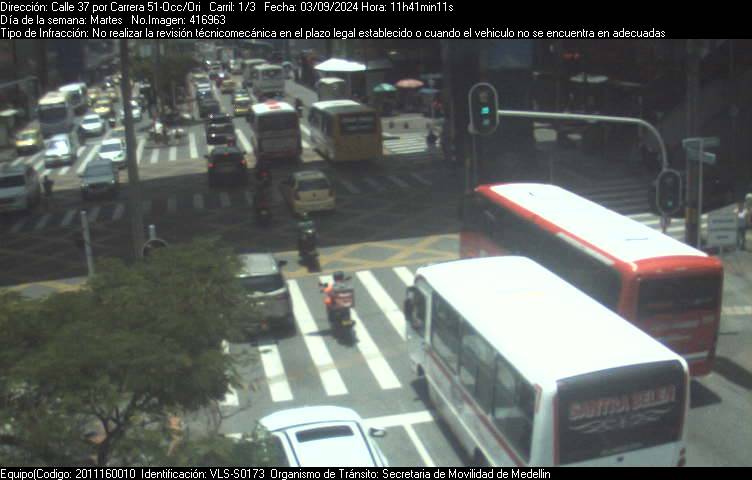 Dirección: Calle 37 por Carrera 51-Occ/Ori Carril: 1/3 Fecha: 03/09/2024 Hora: 11h41min11s
Día de la semana: Martes No.Imagen: 416963
Tipo de Infracción: No realizar la revisión técnicomecánica en el plazo legal establecido o cuando el vehiculo no se encuentra en adecuadas
SANTRA BELEN
Equipo(Codigo: 2011160010 Identificación: VLS-S0173 Organismo de Tránsito: Secretaria de Movilidad de Medellin